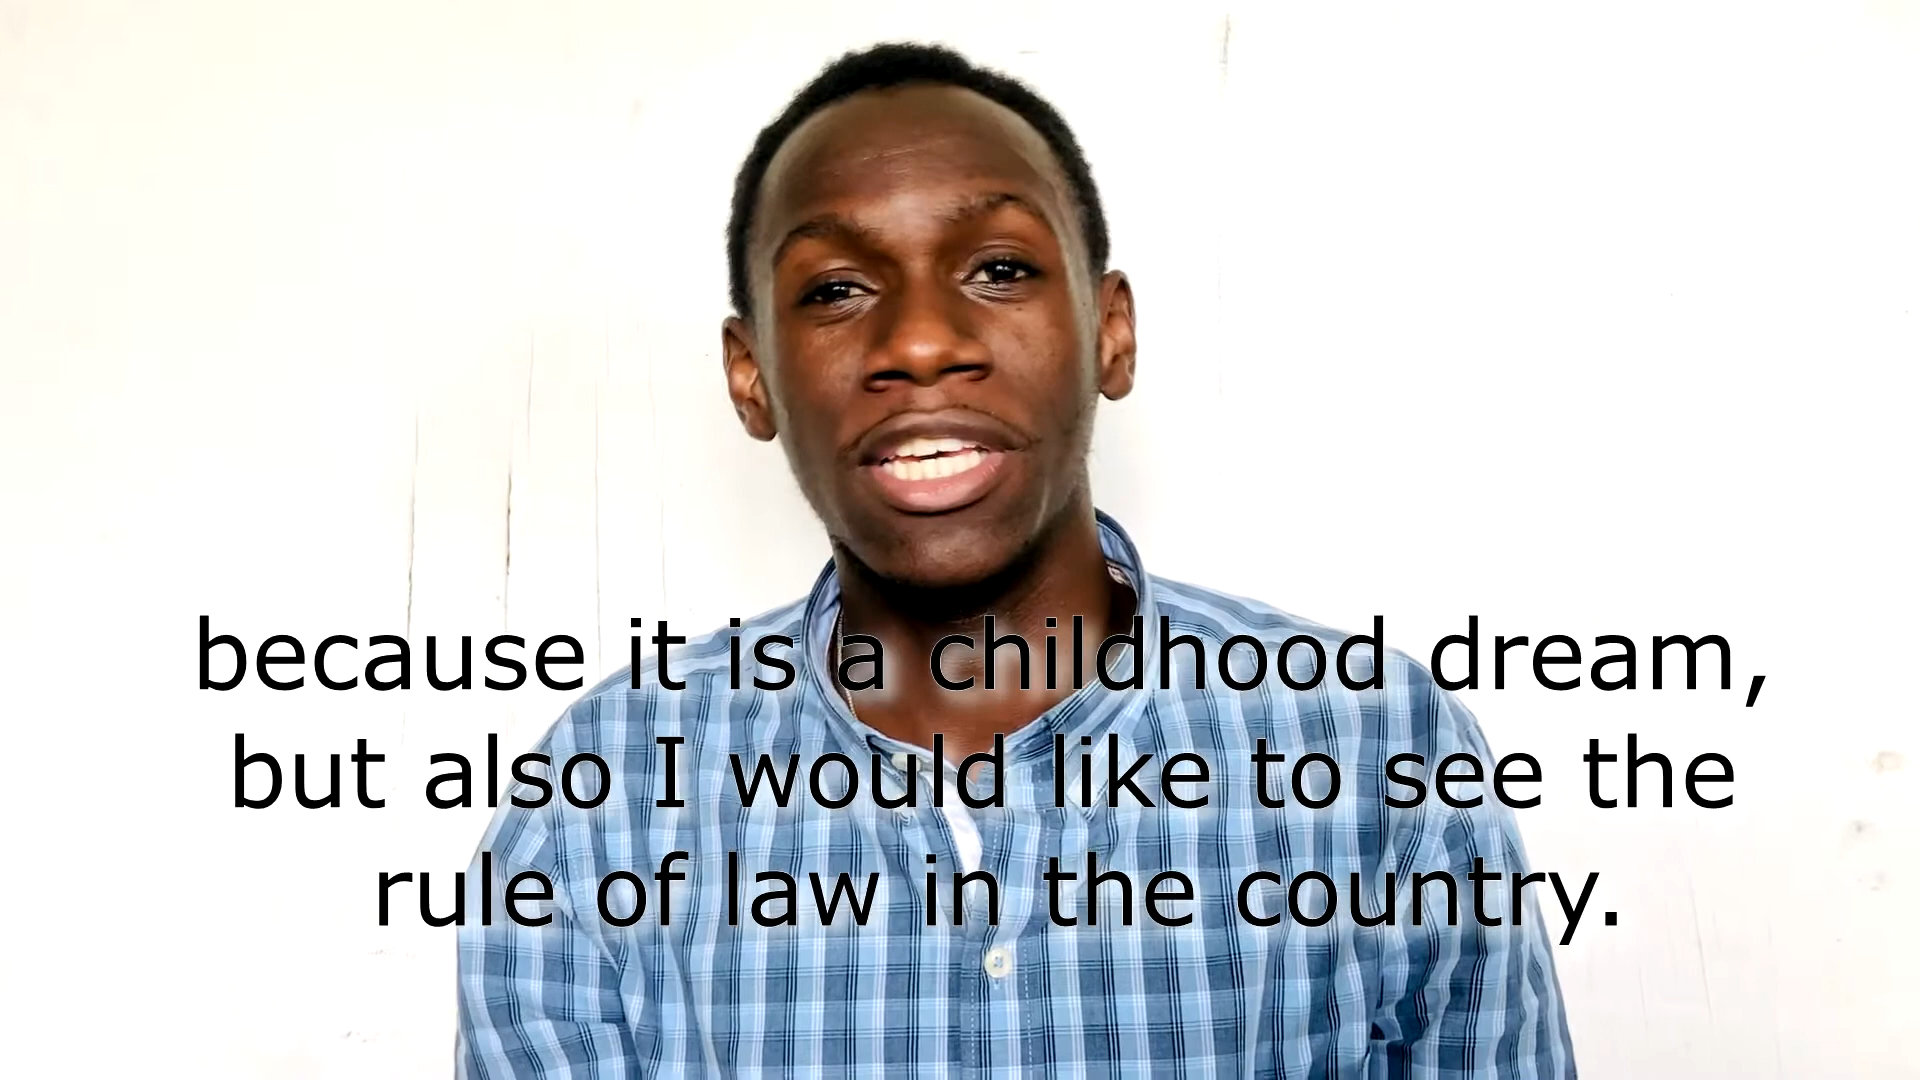 because it is a childhood dream,
but also I would like to see the
rule of law in the country.